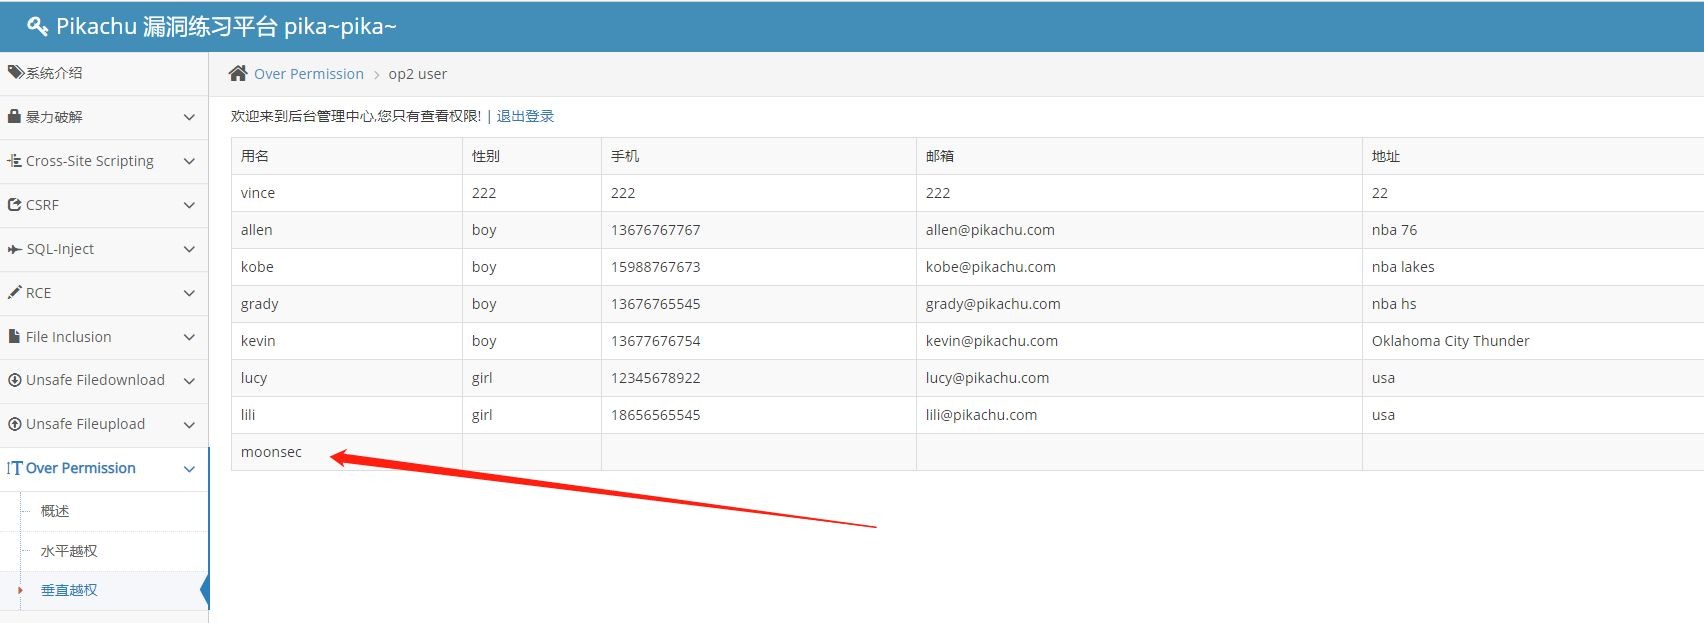 Pikachu 漏洞练习平台 pika~pika~
系统介绍
暴力破解
Cross-Site Scripting
CSRF
SQL-Inject
RCE
File Inclusion
Unsafe Filedownload
Unsafe Fileupload
Over Permission
概述
水平越权
垂直越权
Over Permission > op2 user
欢迎来到后台管理中心,您只有查看权限! | 退出登录
用名 性别 手机 邮箱 地址
vince 222 222 222 22
allen boy 13676767767 allen@pikachu.com nba 76
kobe boy 15988767673 kobe@pikachu.com nba lakes
grady boy 13676765545 grady@pikachu.com nba hs
kevin boy 13677676754 kevin@pikachu.com Oklahoma City Thunder
lucy girl 12345678922 lucy@pikachu.com usa
lili girl 18656565545 lili@pikachu.com usa
moonsec